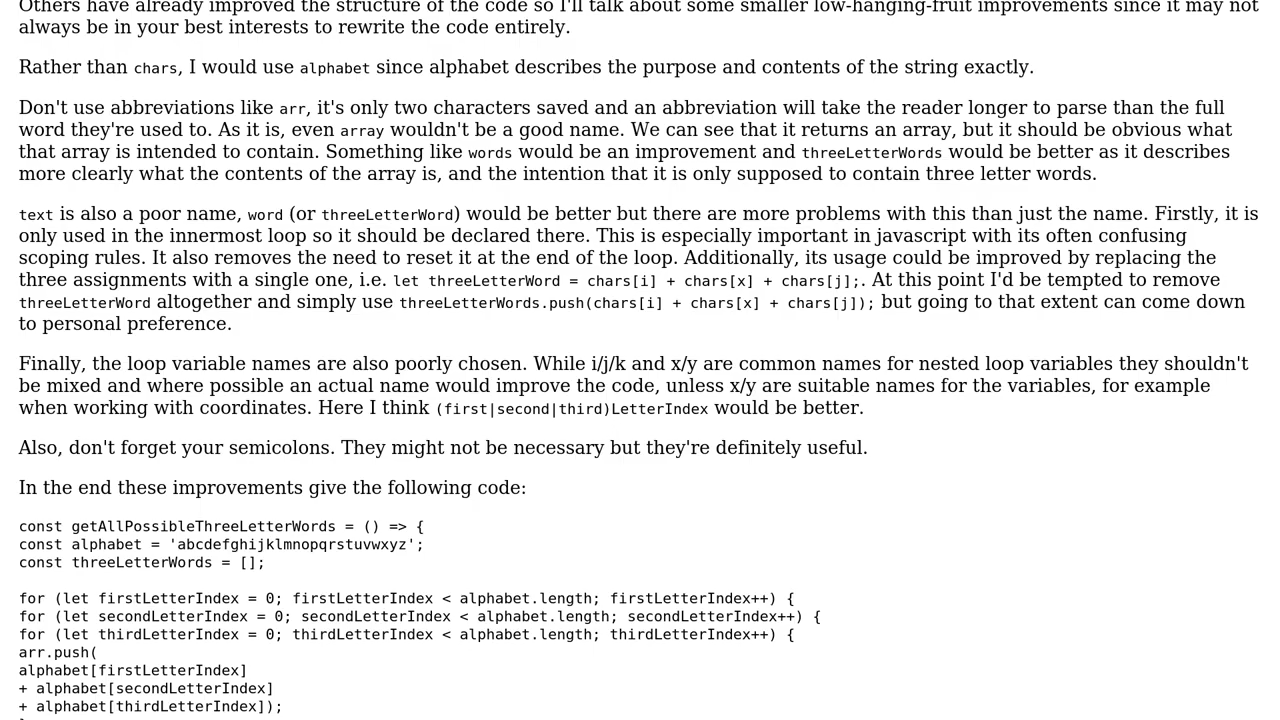 Others have already improved the structure of the code so I'll talk about some smaller low-hanging-fruit improvements since it may not
always be in your best interests to rewrite the code entirely.
Rather than chars, I would use alphabet since alphabet describes the purpose and contents of the string exactly.
Don't use abbreviations like arr, it's only two characters saved and an abbreviation will take the reader longer to parse than the full
word they're used to. As it is, even array wouldn't be a good name. We can see that it returns an array, but it should be obvious what
that array is intended to contain. Something like words would be an improvement and threeLetterWords would be better as it describes
more clearly what the contents of the array is, and the intention that it is only supposed to contain three letter words.
text is also a poor name, word (or threeLetterWord) would be better but there are more problems with this than just the name. Firstly, it is
only used in the innermost loop so it should be declared there. This is especially important in javascript with its often confusing
scoping rules. It also removes the need to reset it at the end of the loop. Additionally, its usage could be improved by replacing the
three assignments with a single one, i.e. let threeLetterWord = chars[i] + chars[x] + chars[j];. At this point I'd be tempted to remove
threeLetterWord altogether and simply use threeLetterWords.push(chars[i] + chars[x] + chars[j]); but going to that extent can come down
to personal preference.
Finally, the loop variable names are also poorly chosen. While i/j/k and x/y are common names for nested loop variables they shouldn't
be mixed and where possible an actual name would improve the code, unless x/y are suitable names for the variables, for example
when working with coordinates. Here I think (first|second|third)LetterIndex would be better.
Also, don't forget your semicolons. They might not be necessary but they're definitely useful.
In the end these improvements give the following code:
const getAllPossibleThreeLetterWords = () => {
const alphabet = 'abcdefghijklmnopqrstuvwxyz';
const threeLetterWords = [];
for (let firstLetterIndex = 0; firstLetterIndex < alphabet.length; firstLetterIndex++) {
for (let secondLetterIndex = 0; secondLetterIndex < alphabet.length; secondLetterIndex++) {
for (let thirdLetterIndex = 0; thirdLetterIndex < alphabet.length; thirdLetterIndex++) {
arr.push(
alphabet[firstLetterIndex]
+ alphabet[secondLetterIndex]
+ alphabet[thirdLetterIndex]);